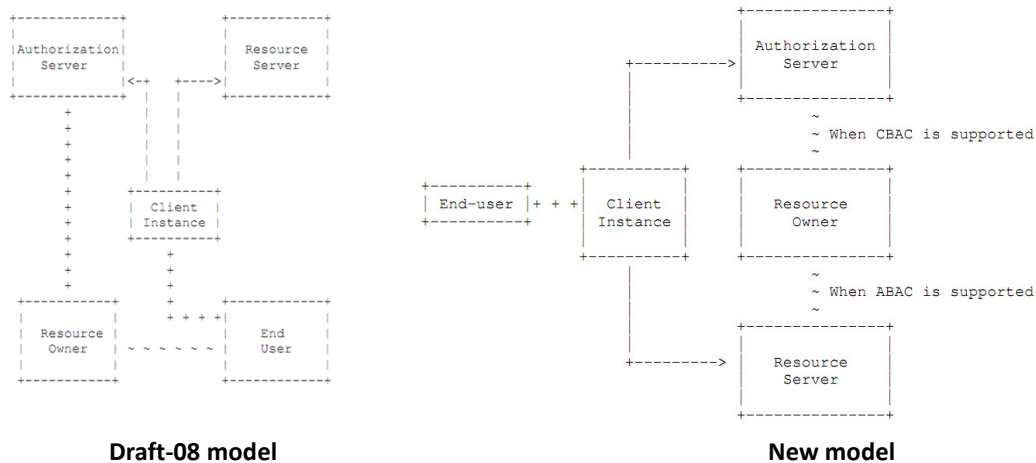 Authorization
Server
Resource
Server
Client
Instance
Resource
Owner
End
User
Draft-08 model
Authorization
Server
~ When CBAC is supported
End-user
Client
Instance
Resource
Owner
~ When ABAC is supported
Resource
Server
New model